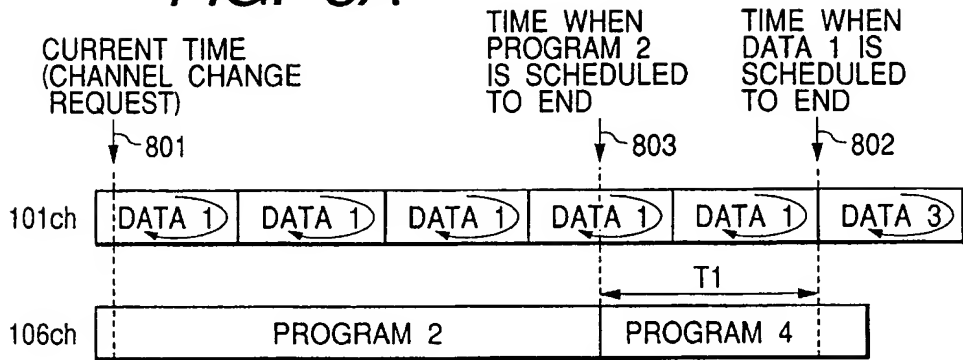 CURRENT TIME
(CHANNEL CHANGE
REQUEST)
TIME WHEN
PROGRAM 2
IS SCHEDULED
TO END
TIME WHEN
DATA 1 IS
SCHEDULED
TO END
801
803
802
101ch DATA 1 DATA 1 DATA 1 DATA 1 DATA 1 DATA 3
T1
106ch PROGRAM 2 PROGRAM 4